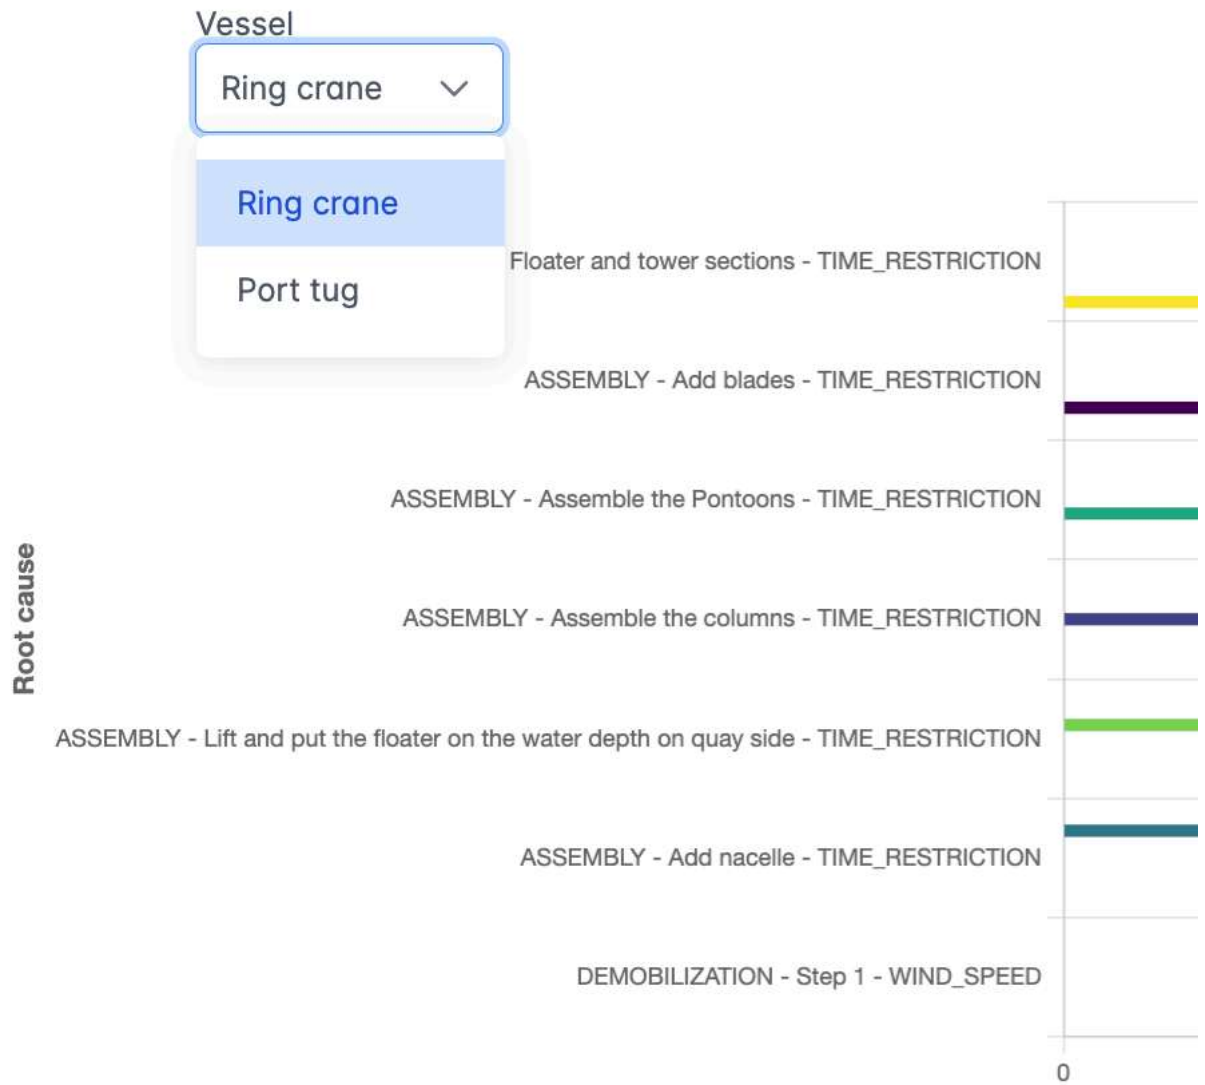 Vessel
Ring crane
Ring crane
Port tug
Floater and tower sections - TIME_RESTRICTION
ASSEMBLY - Add blades - TIME_RESTRICTION
ASSEMBLY - Assemble the Pontoons - TIME_RESTRICTION
ASSEMBLY - Assemble the columns - TIME_RESTRICTION
ASSEMBLY - Lift and put the floater on the water depth on quay side - TIME_RESTRICTION
ASSEMBLY - Add nacelle - TIME_RESTRICTION
DEMOBILIZATION - Step 1 - WIND_SPEED
Root cause
0